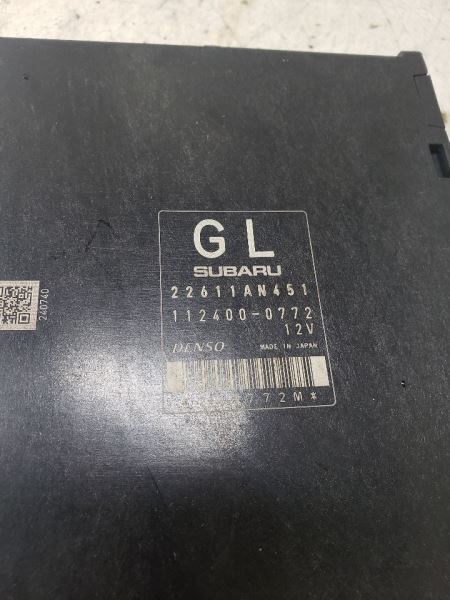 GL
SUBARU
22611AN451
112400-0772
12V
DENSO MADE IN JAPAN
240740